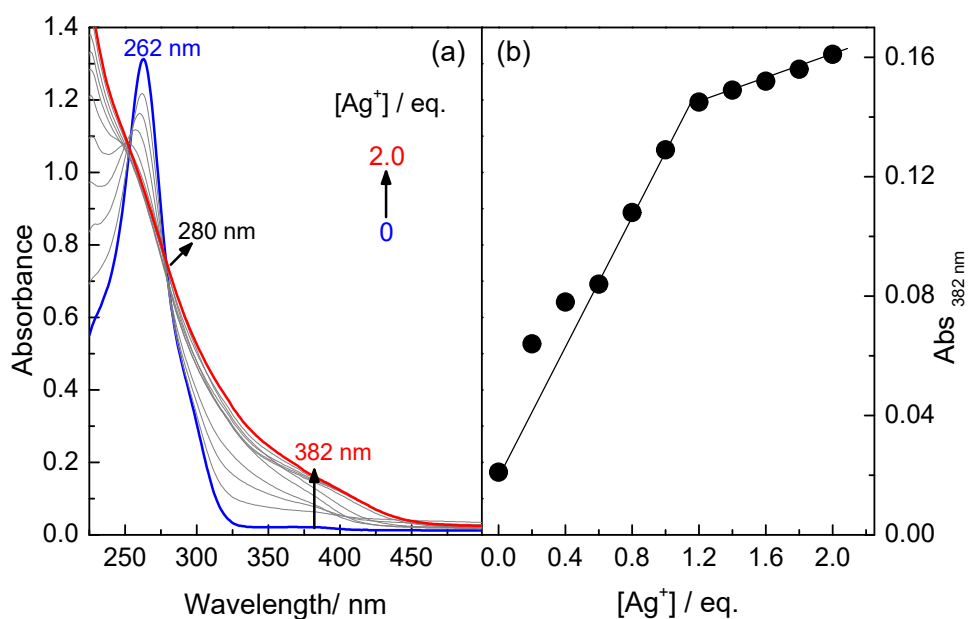 (a)
262 nm
[Ag⁺] / eq.
2.0
0
280 nm
382 nm
Absorbance
1.4
1.2
1.0
0.8
0.6
0.4
0.2
0.0
250 300 350 400 450
Wavelength/ nm
(b)
0.16
0.12
0.08
0.04
0.00
Abs 382 nm
0.0 0.4 0.8 1.2 1.6 2.0
[Ag⁺] / eq.